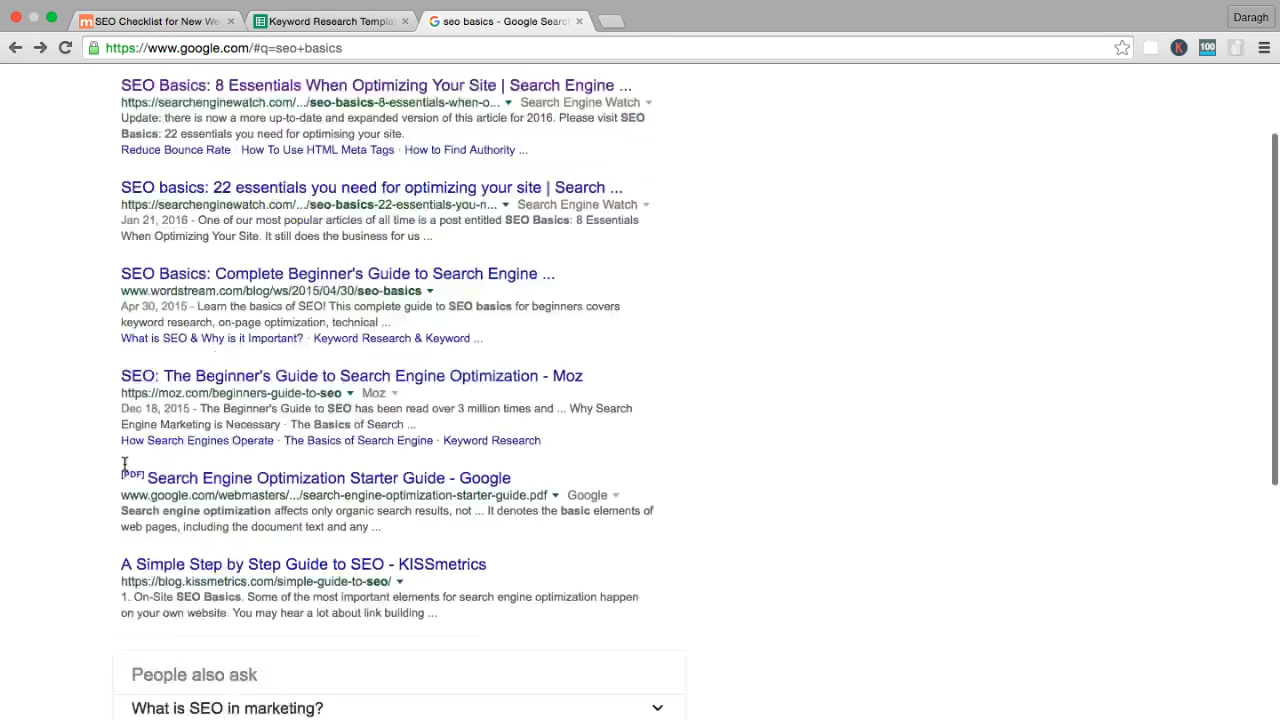 SEO Checklist for New We
Keyword Research Templa
seo basics - Google Searc
Daragh
https://www.google.com/#q=seo+basics
K
100
SEO Basics: 8 Essentials When Optimizing Your Site | Search Engine ...
https://searchenginewatch.com/.../seo-basics-8-essentials-when-o... Search Engine Watch
Update: there is now a more up-to-date and expanded version of this article for 2016. Please visit SEO
Basics: 22 essentials you need for optimising your site.
Reduce Bounce Rate · How To Use HTML Meta Tags · How to Find Authority ...
SEO basics: 22 essentials you need for optimizing your site | Search ...
https://searchenginewatch.com/.../seo-basics-22-essentials-you-n... Search Engine Watch
Jan 21, 2016 - One of our most popular articles of all time is a post entitled SEO Basics: 8 Essentials
When Optimizing Your Site. It still does the business for us ...
SEO Basics: Complete Beginner's Guide to Search Engine ...
www.wordstream.com/blog/ws/2015/04/30/seo-basics
Apr 30, 2015 - Learn the basics of SEO! This complete guide to SEO basics for beginners covers
keyword research, on-page optimization, technical ...
What is SEO & Why is it Important? · Keyword Research & Keyword ...
SEO: The Beginner's Guide to Search Engine Optimization - Moz
https://moz.com/beginners-guide-to-seo Moz
Dec 18, 2015 - The Beginner's Guide to SEO has been read over 3 million times and ... Why Search
Engine Marketing is Necessary · The Basics of Search ...
How Search Engines Operate · The Basics of Search Engine · Keyword Research
[PDF] Search Engine Optimization Starter Guide - Google
www.google.com/webmasters/.../search-engine-optimization-starter-guide.pdf Google
Search engine optimization affects only organic search results, not ... It denotes the basic elements of
web pages, including the document text and any ...
A Simple Step by Step Guide to SEO - KISSmetrics
https://blog.kissmetrics.com/simple-guide-to-seo/
1. On-Site SEO Basics. Some of the most important elements for search engine optimization happen
on your own website. You may hear a lot about link building ...
People also ask
What is SEO in marketing?